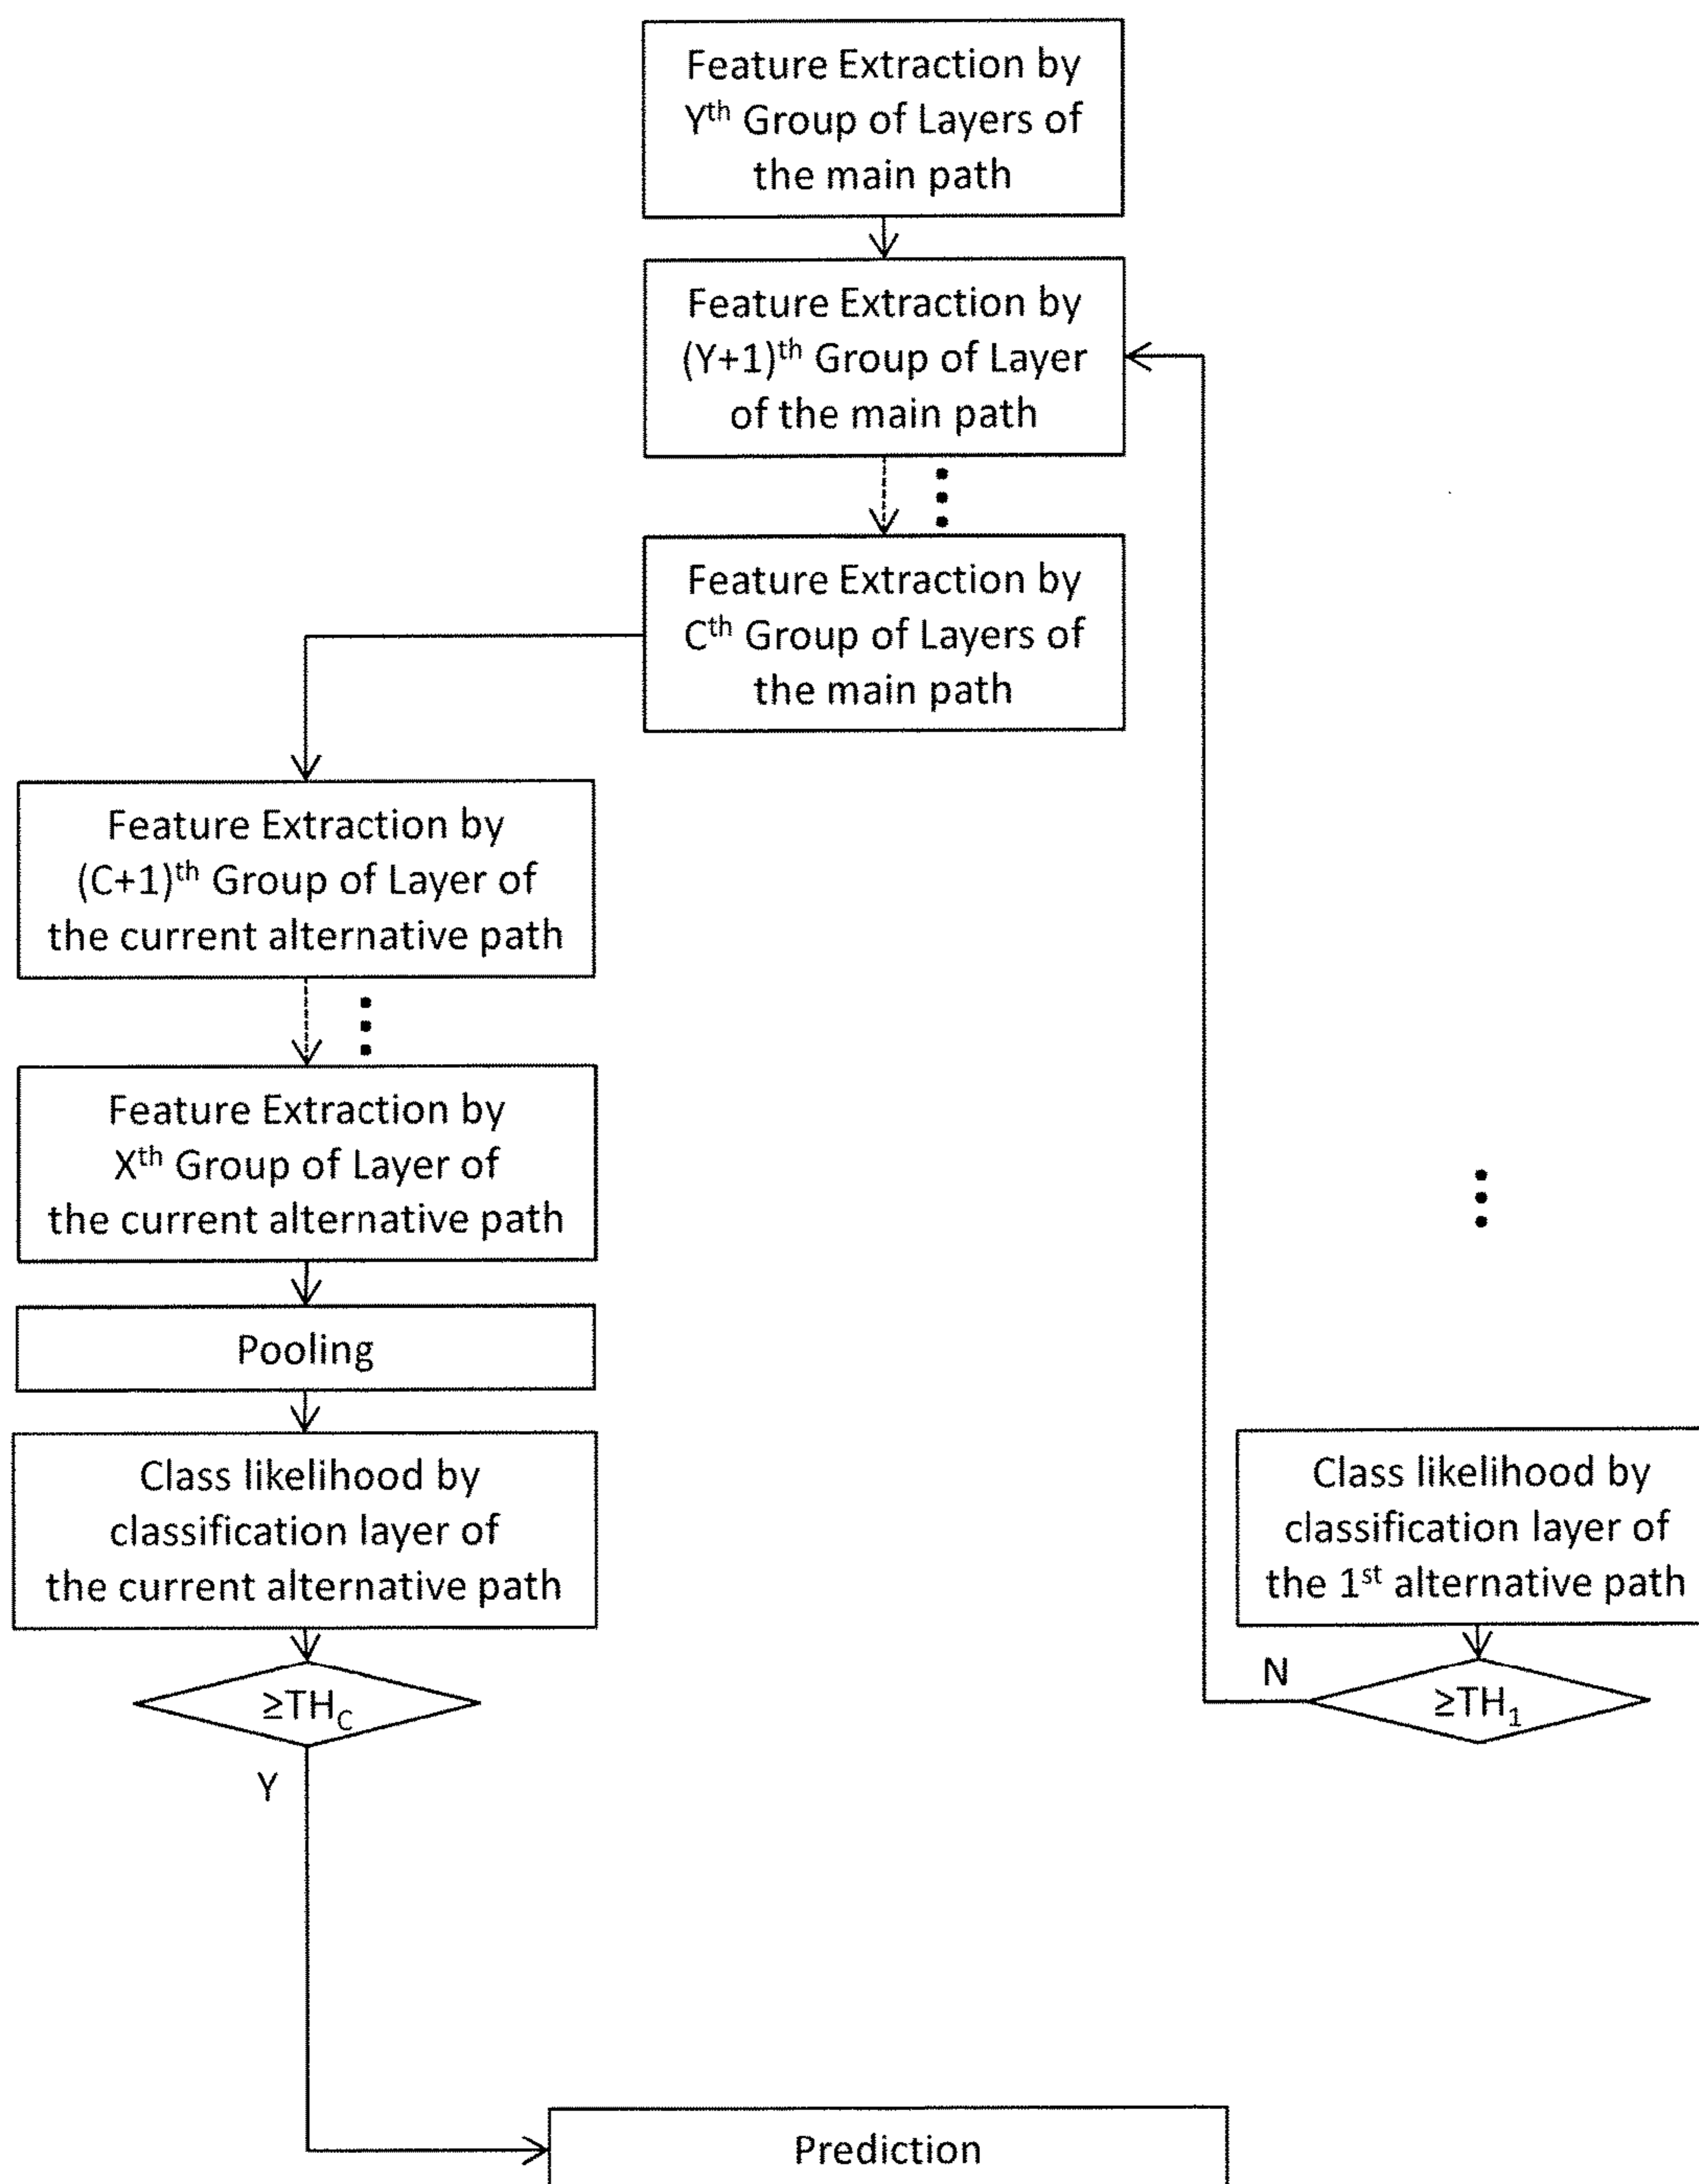 Feature Extraction by
Yth Group of Layers of
the main path
Feature Extraction by
(Y+1)th Group of Layer
of the main path
Feature Extraction by
Cth Group of Layers of
the main path
Feature Extraction by
(C+1)th Group of Layer of
the current alternative path
Feature Extraction by
Xth Group of Layer of
the current alternative path
Pooling
Class likelihood by
classification layer of
the current alternative path
≥THC
Y
Class likelihood by
classification layer of
the 1st alternative path
N
≥TH1
Prediction